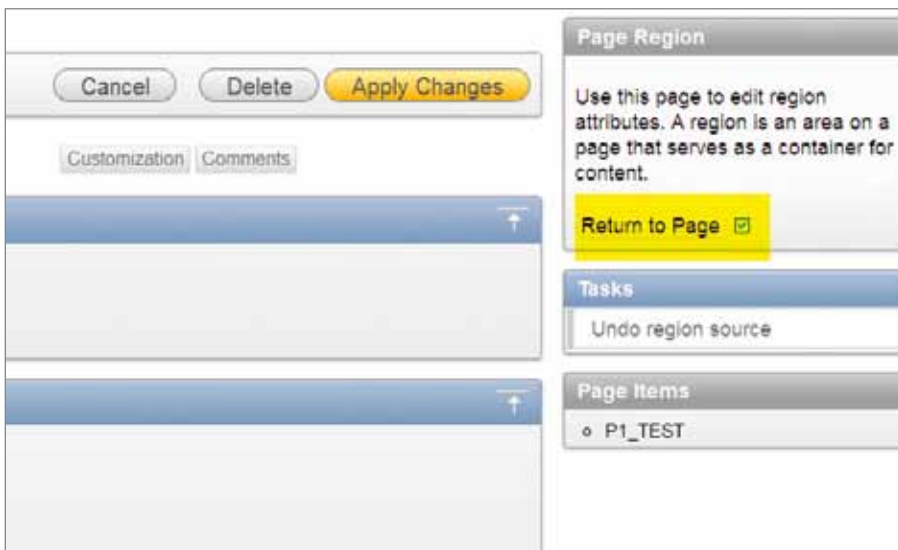 Cancel Delete Apply Changes
Customization Comments
Page Region
Use this page to edit region
attributes. A region is an area on a
page that serves as a container for
content.
Return to Page
Tasks
Undo region source
Page Items
P1_TEST